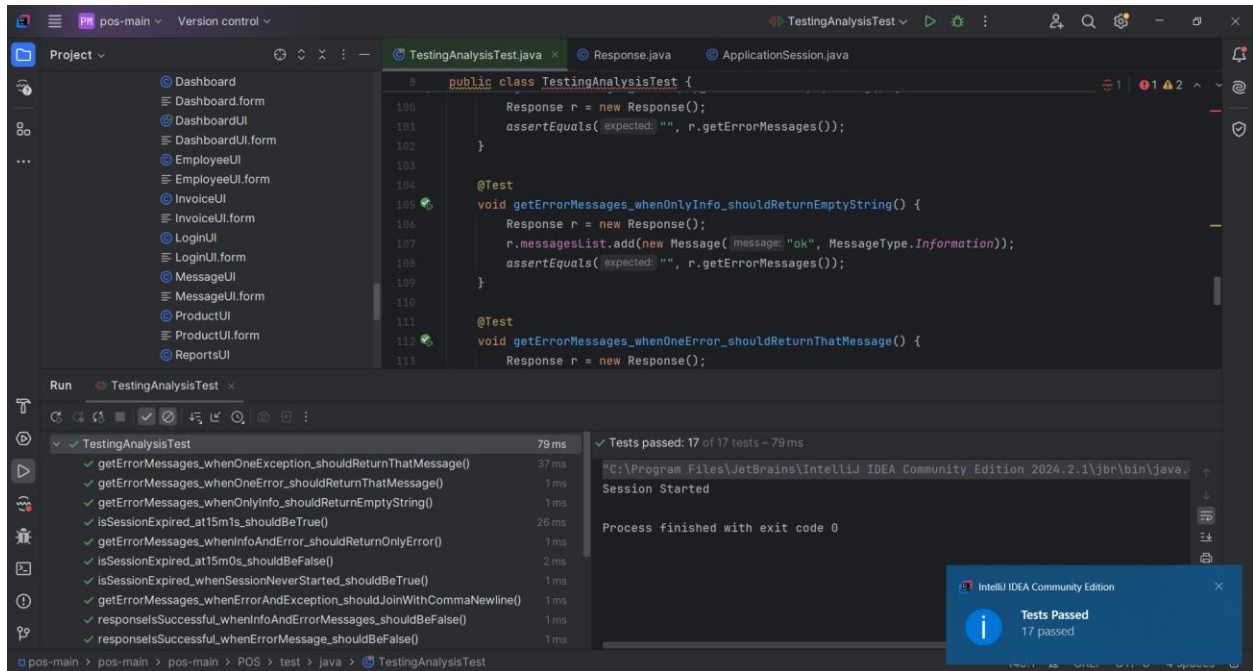 PM pos-main Version control TestingAnalysisTest
Project
TestingAnalysisTest.java Response.java ApplicationSession.java
Dashboard
Dashboard.form
DashboardUI
DashboardUI.form
EmployeeUI
EmployeeUI.form
InvoiceUI
InvoiceUI.form
LoginUI
LoginUI.form
MessageUI
MessageUI.form
ProductUI
ProductUI.form
ReportsUI
8 public class TestingAnalysisTest {
1 1 2
100 Response r = new Response();
101 assertEquals( expected: "", r.getErrorMessages());
102 }
103
104 @Test
105 void getErrorMessages_whenOnlyInfo_shouldReturnEmptyString() {
106 Response r = new Response();
107 r.messagesList.add(new Message( message: "ok", MessageType.Information));
108 assertEquals( expected: "", r.getErrorMessages());
109 }
110
111 @Test
112 void getErrorMessages_whenOneError_shouldReturnThatMessage() {
113 Response r = new Response();
Run TestingAnalysisTest
TestingAnalysisTest 79 ms
getErrorMessages_whenOneException_shouldReturnThatMessage() 37 ms
getErrorMessages_whenOneError_shouldReturnThatMessage() 1 ms
getErrorMessages_whenOnlyInfo_shouldReturnEmptyString() 1 ms
isSessionExpired_at15m1s_shouldBeTrue() 26 ms
getErrorMessages_whenInfoAndError_shouldReturnOnlyError() 1 ms
isSessionExpired_at15m0s_shouldBeFalse() 2 ms
isSessionExpired_whenSessionNeverStarted_shouldBeTrue() 1 ms
getErrorMessages_whenErrorAndException_shouldJoinWithCommaNewline() 1 ms
responseIsSuccessful_whenInfoAndErrorMessages_shouldBeFalse() 1 ms
responseIsSuccessful_whenErrorMessage_shouldBeFalse() 1 ms
Tests passed: 17 of 17 tests – 79 ms
"C:\Program Files\JetBrains\IntelliJ IDEA Community Edition 2024.2.1\jbr\bin\java.
Session Started
Process finished with exit code 0
IntelliJ IDEA Community Edition
Tests Passed
17 passed
pos-main > pos-main > pos-main > POS > test > java > TestingAnalysisTest